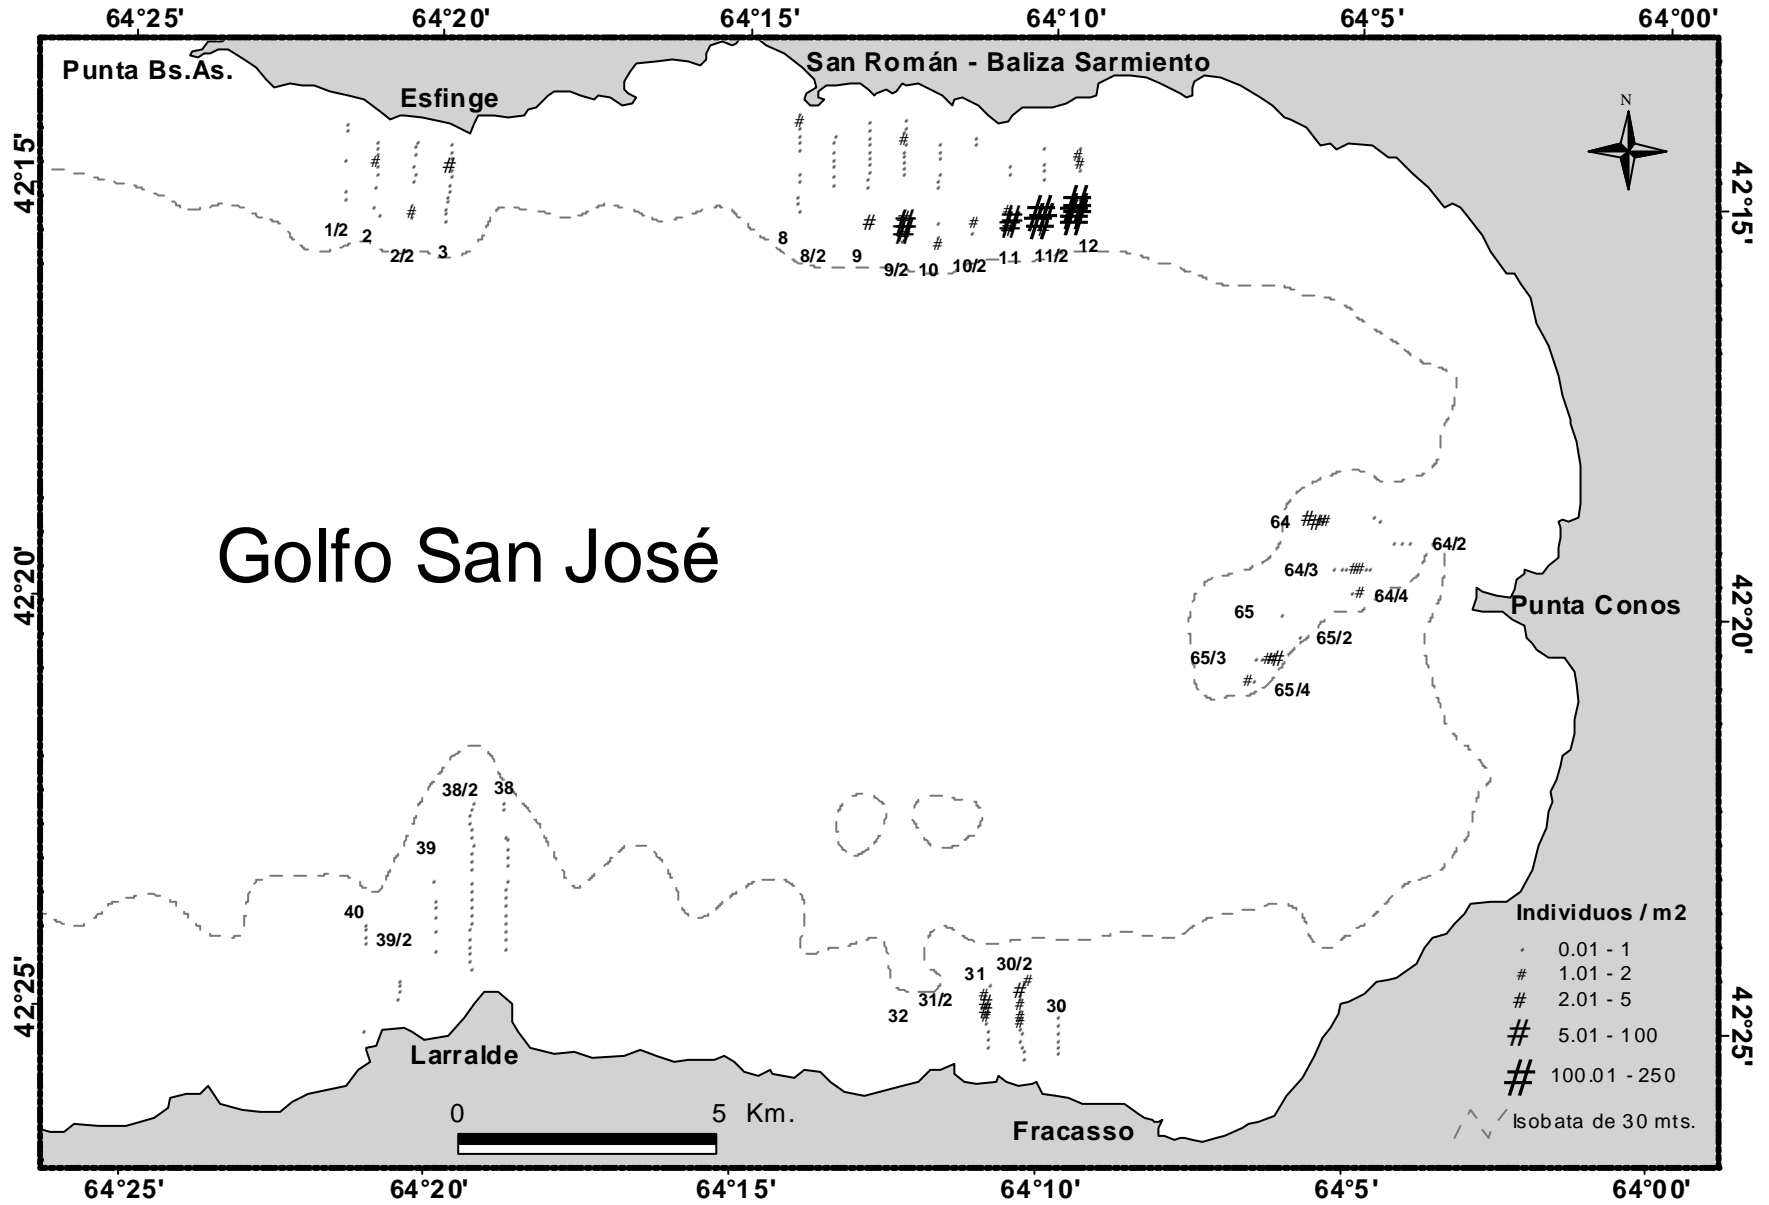 64°25' 64°20' 64°15' 64°10' 64°5' 64°00'
Punta Bs.As.
San Román - Baliza Sarmiento
Esfinge
N
42°15' 42°15'
1/2 2 2/2 3
8 8/2 9 9/2 10 10/2 11 11/2 12
Golfo San José
64 64/2
64/3
64/4
65
65/2
65/3
65/4
42°20' 42°20'
Punta Conos
38/2 38
39
40
39/2
31 30/2
32 31/2 30
42°25' 42°25'
Larralde
0 5 Km.
Fracasso
Individuos / m2
0.01 - 1
# 1.01 - 2
# 2.01 - 5
# 5.01 - 100
# 100.01 - 250
Isobata de 30 mts.
64°25' 64°20' 64°15' 64°10' 64°5' 64°00'